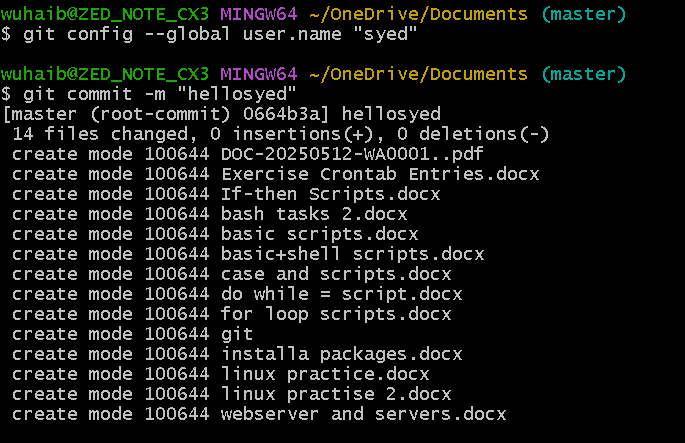 wuhaib@ZED_NOTE_CX3 MINGW64 ~/OneDrive/Documents (master)
$ git config --global user.name "syed"
wuhaib@ZED_NOTE_CX3 MINGW64 ~/OneDrive/Documents (master)
$ git commit -m "hellosyed"
[master (root-commit) 0664b3a] hellosyed
 14 files changed, 0 insertions(+), 0 deletions(-)
 create mode 100644 DOC-20250512-WA0001..pdf
 create mode 100644 Exercise Crontab Entries.docx
 create mode 100644 If-then Scripts.docx
 create mode 100644 bash tasks 2.docx
 create mode 100644 basic scripts.docx
 create mode 100644 basic+shell scripts.docx
 create mode 100644 case and scripts.docx
 create mode 100644 do while = script.docx
 create mode 100644 for loop scripts.docx
 create mode 100644 git
 create mode 100644 installa packages.docx
 create mode 100644 linux practice.docx
 create mode 100644 linux practise 2.docx
 create mode 100644 webserver and servers.docx